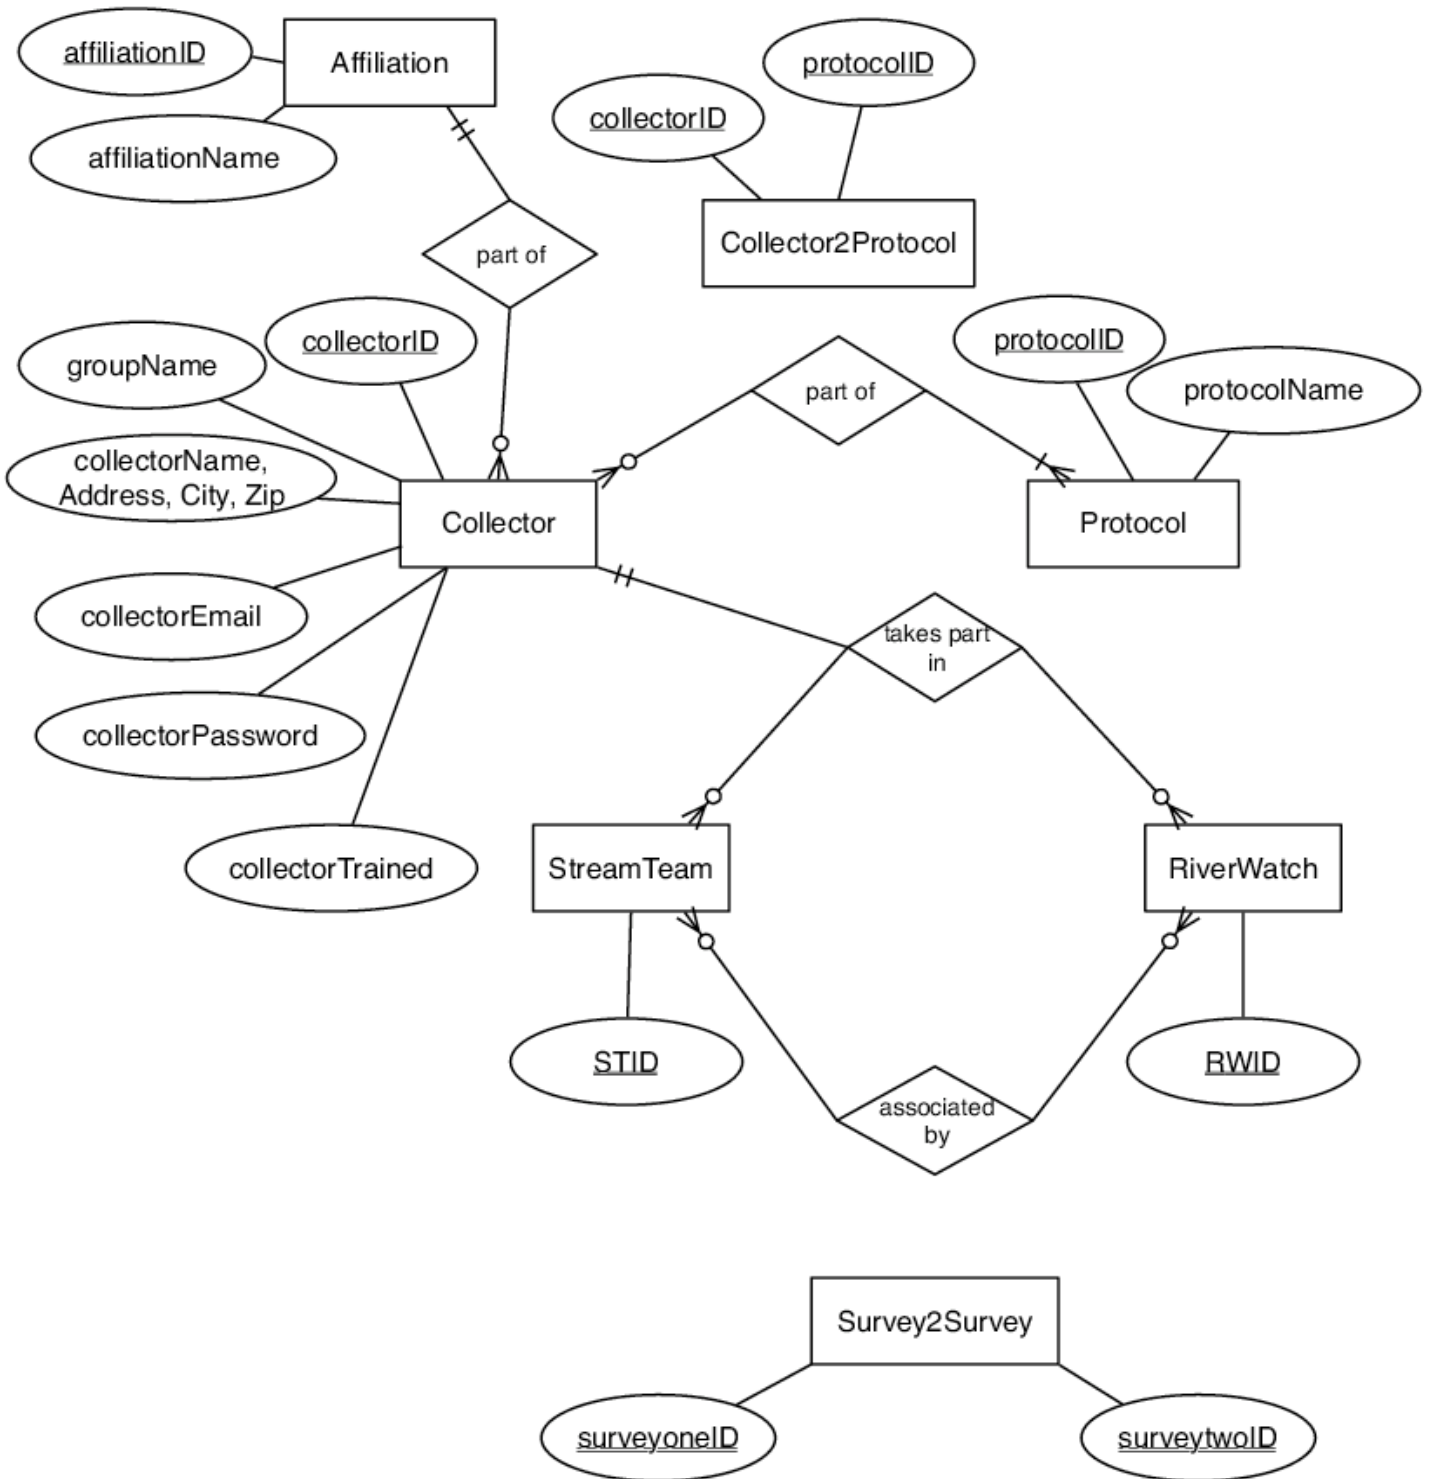 affiliationID
Affiliation
protocolID
collectorID
affiliationName
Collector2Protocol
part of
collectorID
protocolID
groupName
part of
protocolName
collectorName,
Address, City, Zip
Collector
Protocol
collectorEmail
takes part
in
collectorPassword
collectorTrained
StreamTeam
RiverWatch
STID
RWID
associated
by
Survey2Survey
surveyoneID
surveytwoID